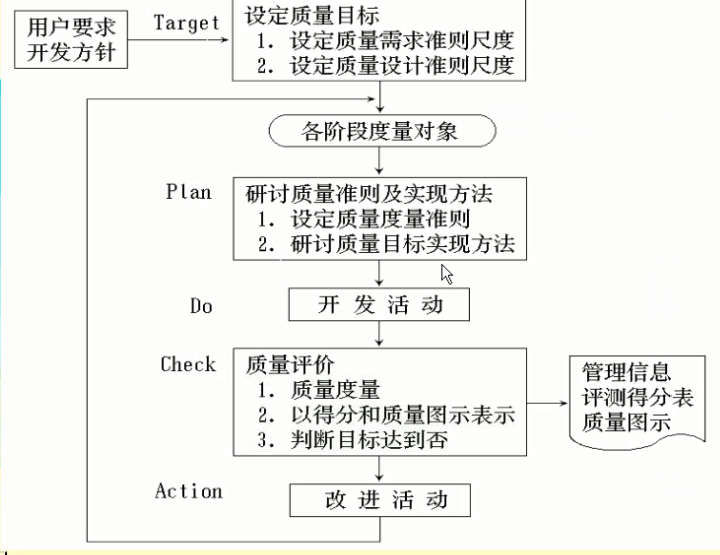 用户要求
开发方针
Target
设定质量目标
1. 设定质量需求准则尺度
2. 设定质量设计准则尺度
各阶段度量对象
Plan
研讨质量准则及实现方法
1. 设定质量度量准则
2. 研讨质量目标实现方法
Do
开发活动
Check
质量评价
1. 质量度量
2. 以得分和质量图示表示
3. 判断目标达到否
管理信息
评测得分表
质量图示
Action
改进活动